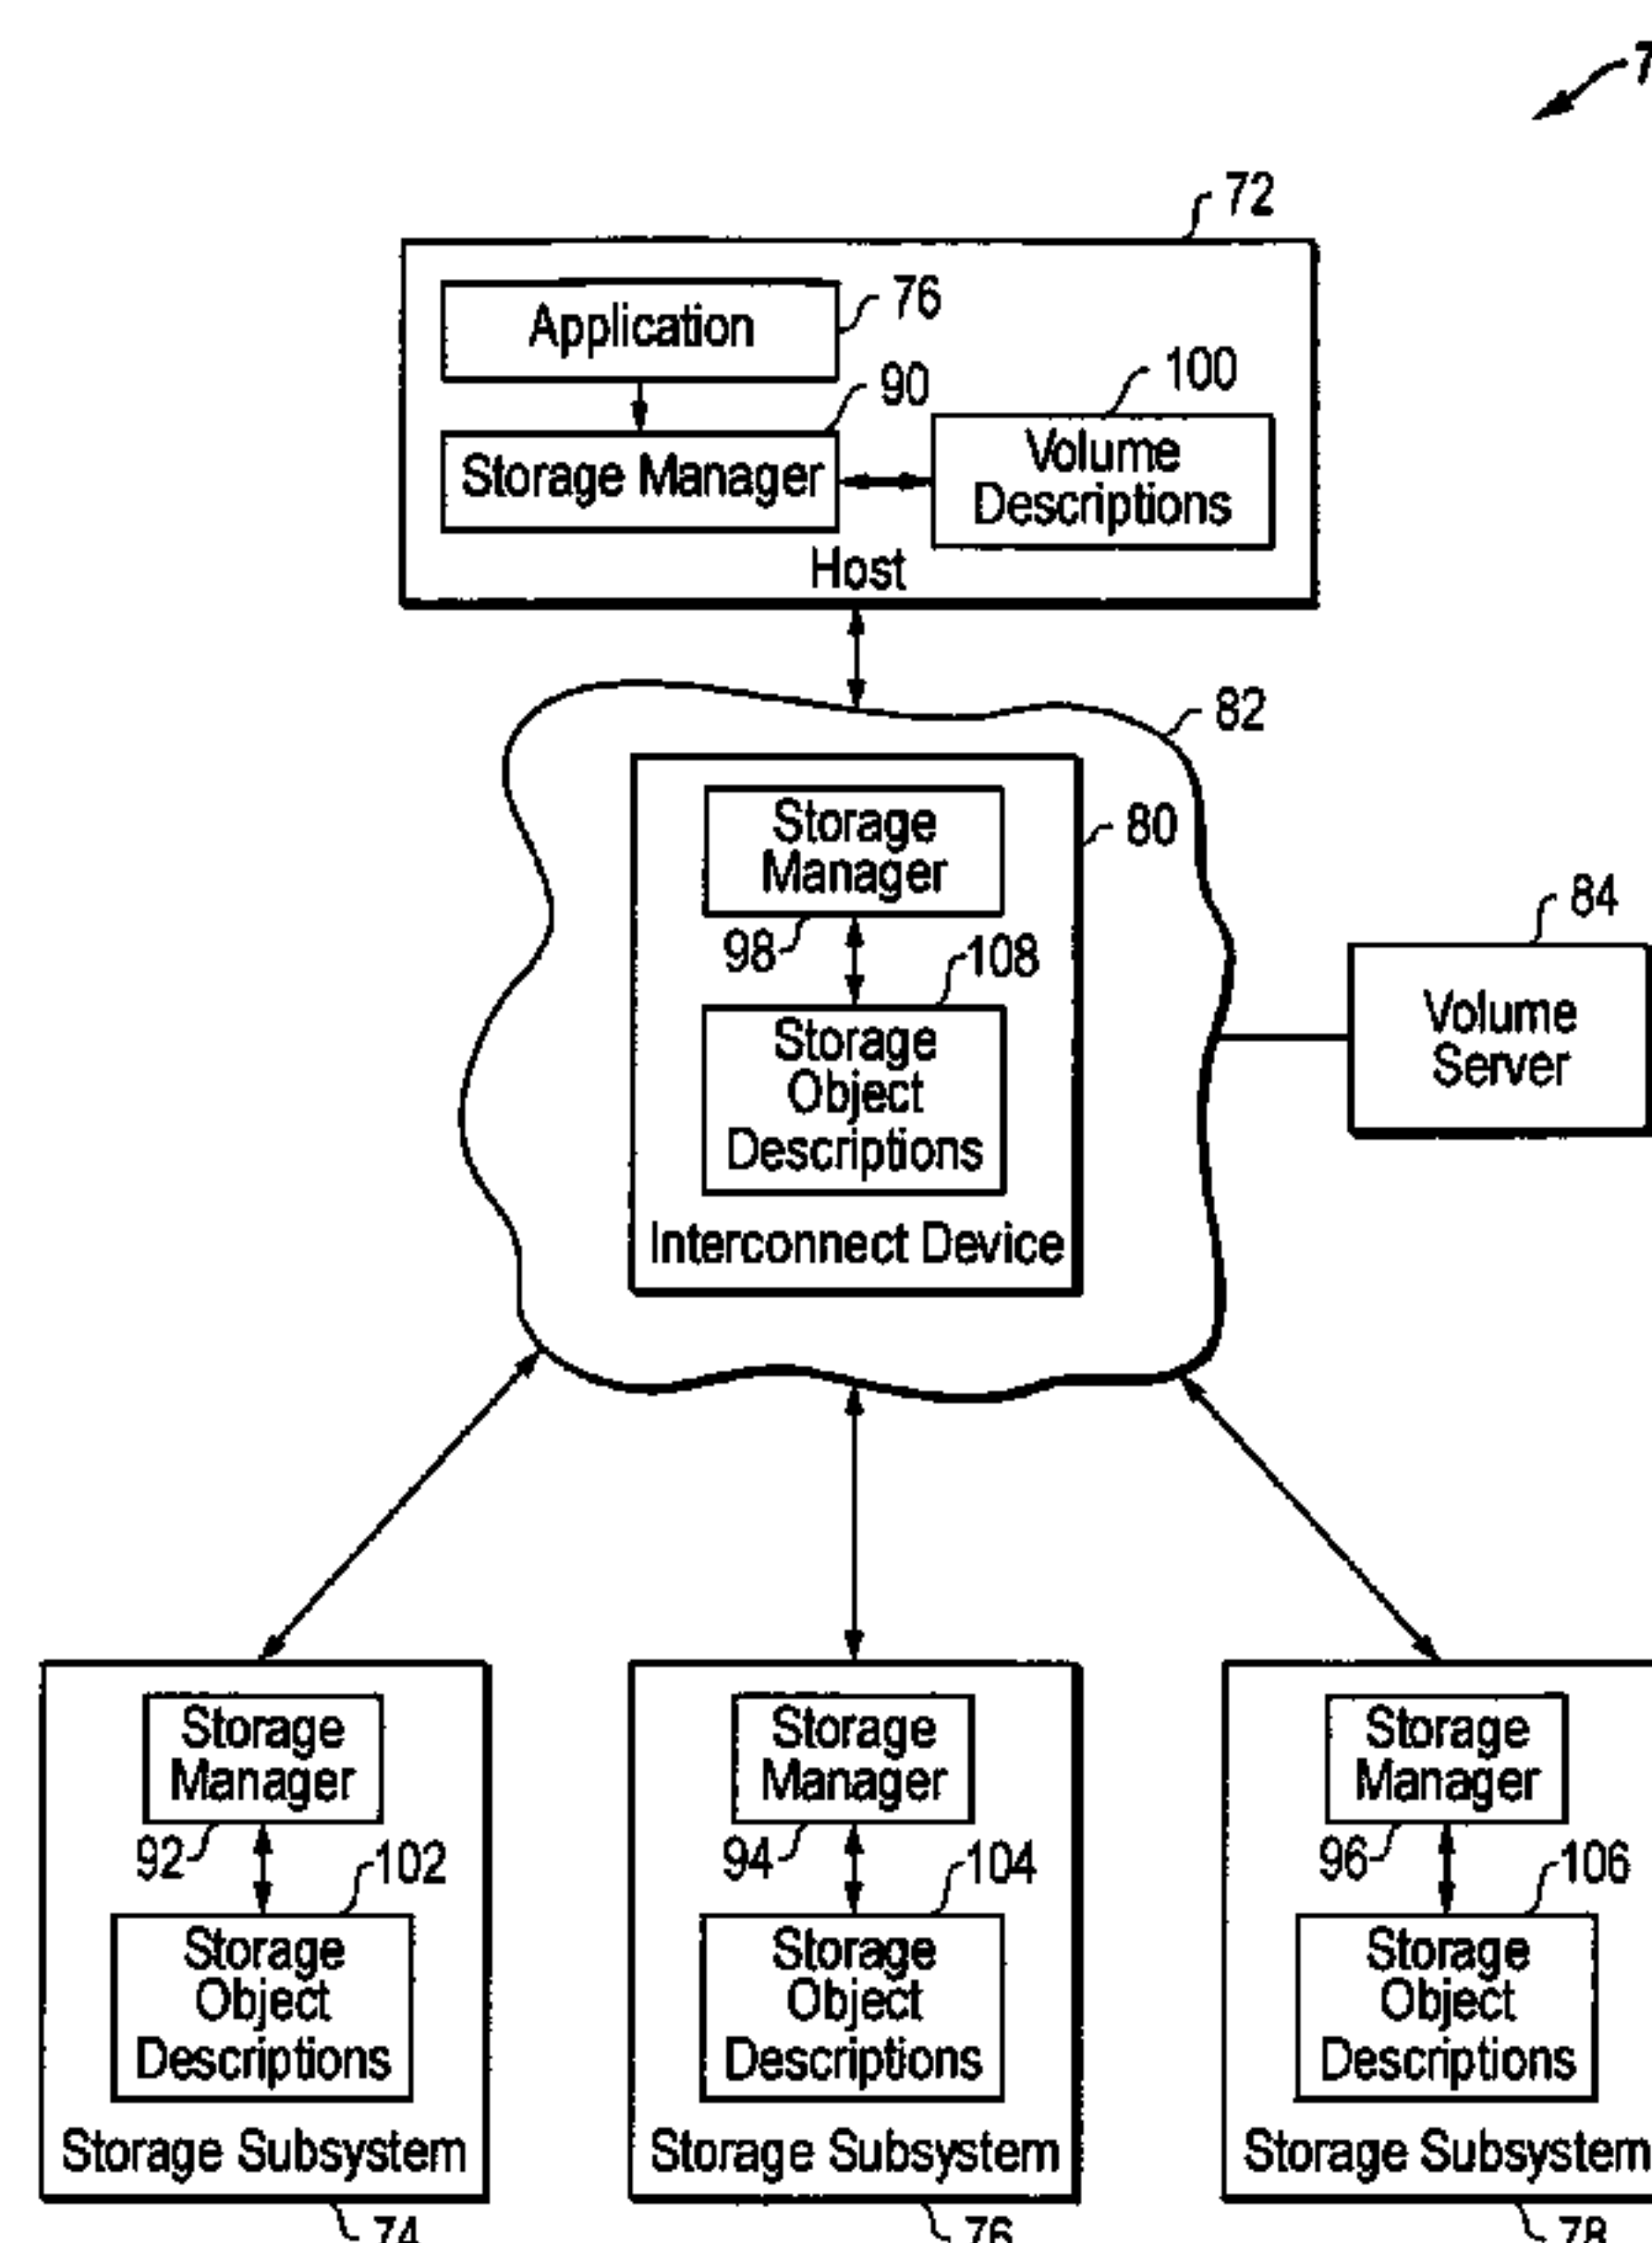 7
72
Application
76
90
100
Storage Manager
Volume
Descriptions
Host
82
Storage
Manager
80
98
108
84
Storage
Object
Descriptions
Volume
Server
Interconnect Device
Storage
Manager
92
102
Storage
Object
Descriptions
Storage Subsystem
74
Storage
Manager
94
104
Storage
Object
Descriptions
Storage Subsystem
76
Storage
Manager
96
106
Storage
Object
Descriptions
Storage Subsystem
78